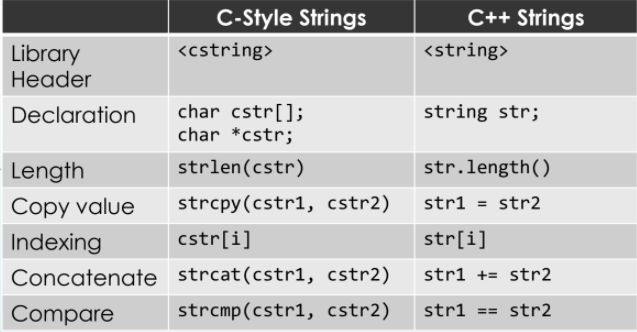 C-Style Strings C++ Strings
Library Header <cstring> <string>
Declaration char cstr[]; string str;
char *cstr;
Length strlen(cstr) str.length()
Copy value strcpy(cstr1, cstr2) str1 = str2
Indexing cstr[i] str[i]
Concatenate strcat(cstr1, cstr2) str1 += str2
Compare strcmp(cstr1, cstr2) str1 == str2